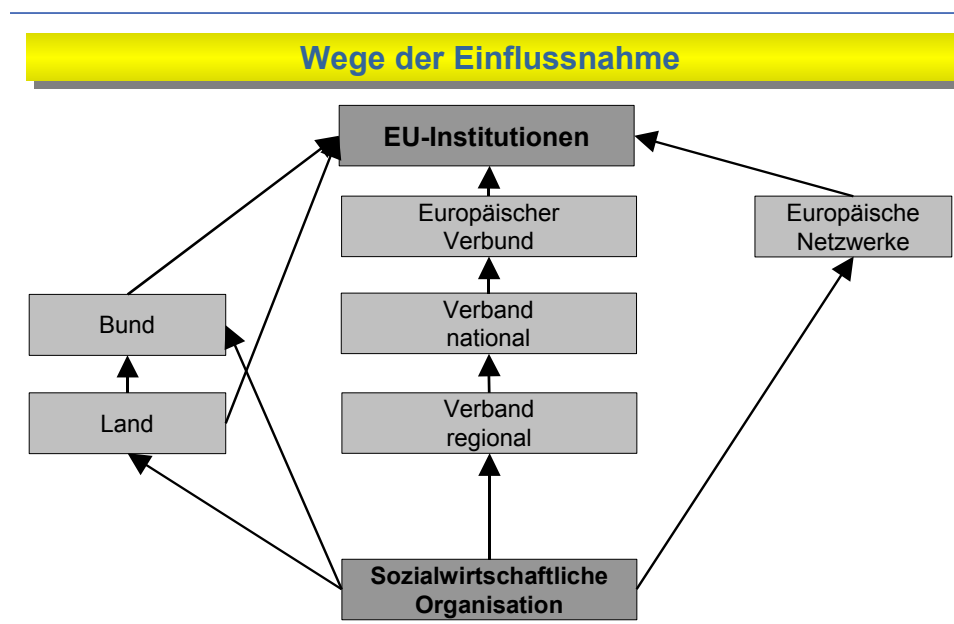 Wege der Einflussnahme
EU-Institutionen
Europäischer
Verbund
Europäische
Netzwerke
Bund
Verband
national
Land
Verband
regional
Sozialwirtschaftliche
Organisation